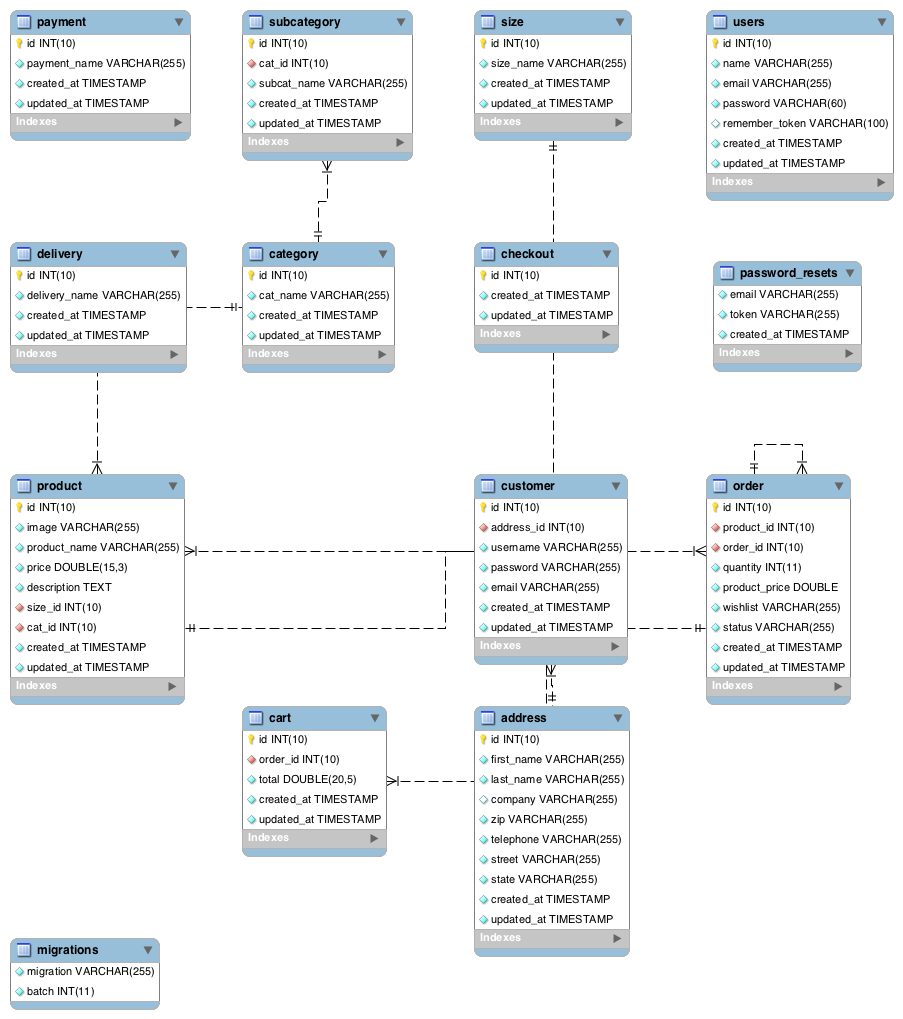 payment
id INT(10)
payment_name VARCHAR(255)
created_at TIMESTAMP
updated_at TIMESTAMP
Indexes
subcategory
id INT(10)
cat_id INT(10)
subcat_name VARCHAR(255)
created_at TIMESTAMP
updated_at TIMESTAMP
Indexes
size
id INT(10)
size_name VARCHAR(255)
created_at TIMESTAMP
updated_at TIMESTAMP
Indexes
users
id INT(10)
name VARCHAR(255)
email VARCHAR(255)
password VARCHAR(60)
remember_token VARCHAR(100)
created_at TIMESTAMP
updated_at TIMESTAMP
Indexes
delivery
id INT(10)
delivery_name VARCHAR(255)
created_at TIMESTAMP
updated_at TIMESTAMP
Indexes
category
id INT(10)
cat_name VARCHAR(255)
created_at TIMESTAMP
updated_at TIMESTAMP
Indexes
checkout
id INT(10)
created_at TIMESTAMP
updated_at TIMESTAMP
Indexes
password_resets
email VARCHAR(255)
token VARCHAR(255)
created_at TIMESTAMP
Indexes
product
id INT(10)
image VARCHAR(255)
product_name VARCHAR(255)
price DOUBLE(15,3)
description TEXT
size_id INT(10)
cat_id INT(10)
created_at TIMESTAMP
updated_at TIMESTAMP
Indexes
customer
id INT(10)
address_id INT(10)
username VARCHAR(255)
password VARCHAR(255)
email VARCHAR(255)
created_at TIMESTAMP
updated_at TIMESTAMP
Indexes
order
id INT(10)
product_id INT(10)
order_id INT(10)
quantity INT(11)
product_price DOUBLE
wishlist VARCHAR(255)
status VARCHAR(255)
created_at TIMESTAMP
updated_at TIMESTAMP
Indexes
cart
id INT(10)
order_id INT(10)
total DOUBLE(20,5)
created_at TIMESTAMP
updated_at TIMESTAMP
Indexes
address
id INT(10)
first_name VARCHAR(255)
last_name VARCHAR(255)
company VARCHAR(255)
zip VARCHAR(255)
telephone VARCHAR(255)
street VARCHAR(255)
state VARCHAR(255)
created_at TIMESTAMP
updated_at TIMESTAMP
Indexes
migrations
migration VARCHAR(255)
batch INT(11)